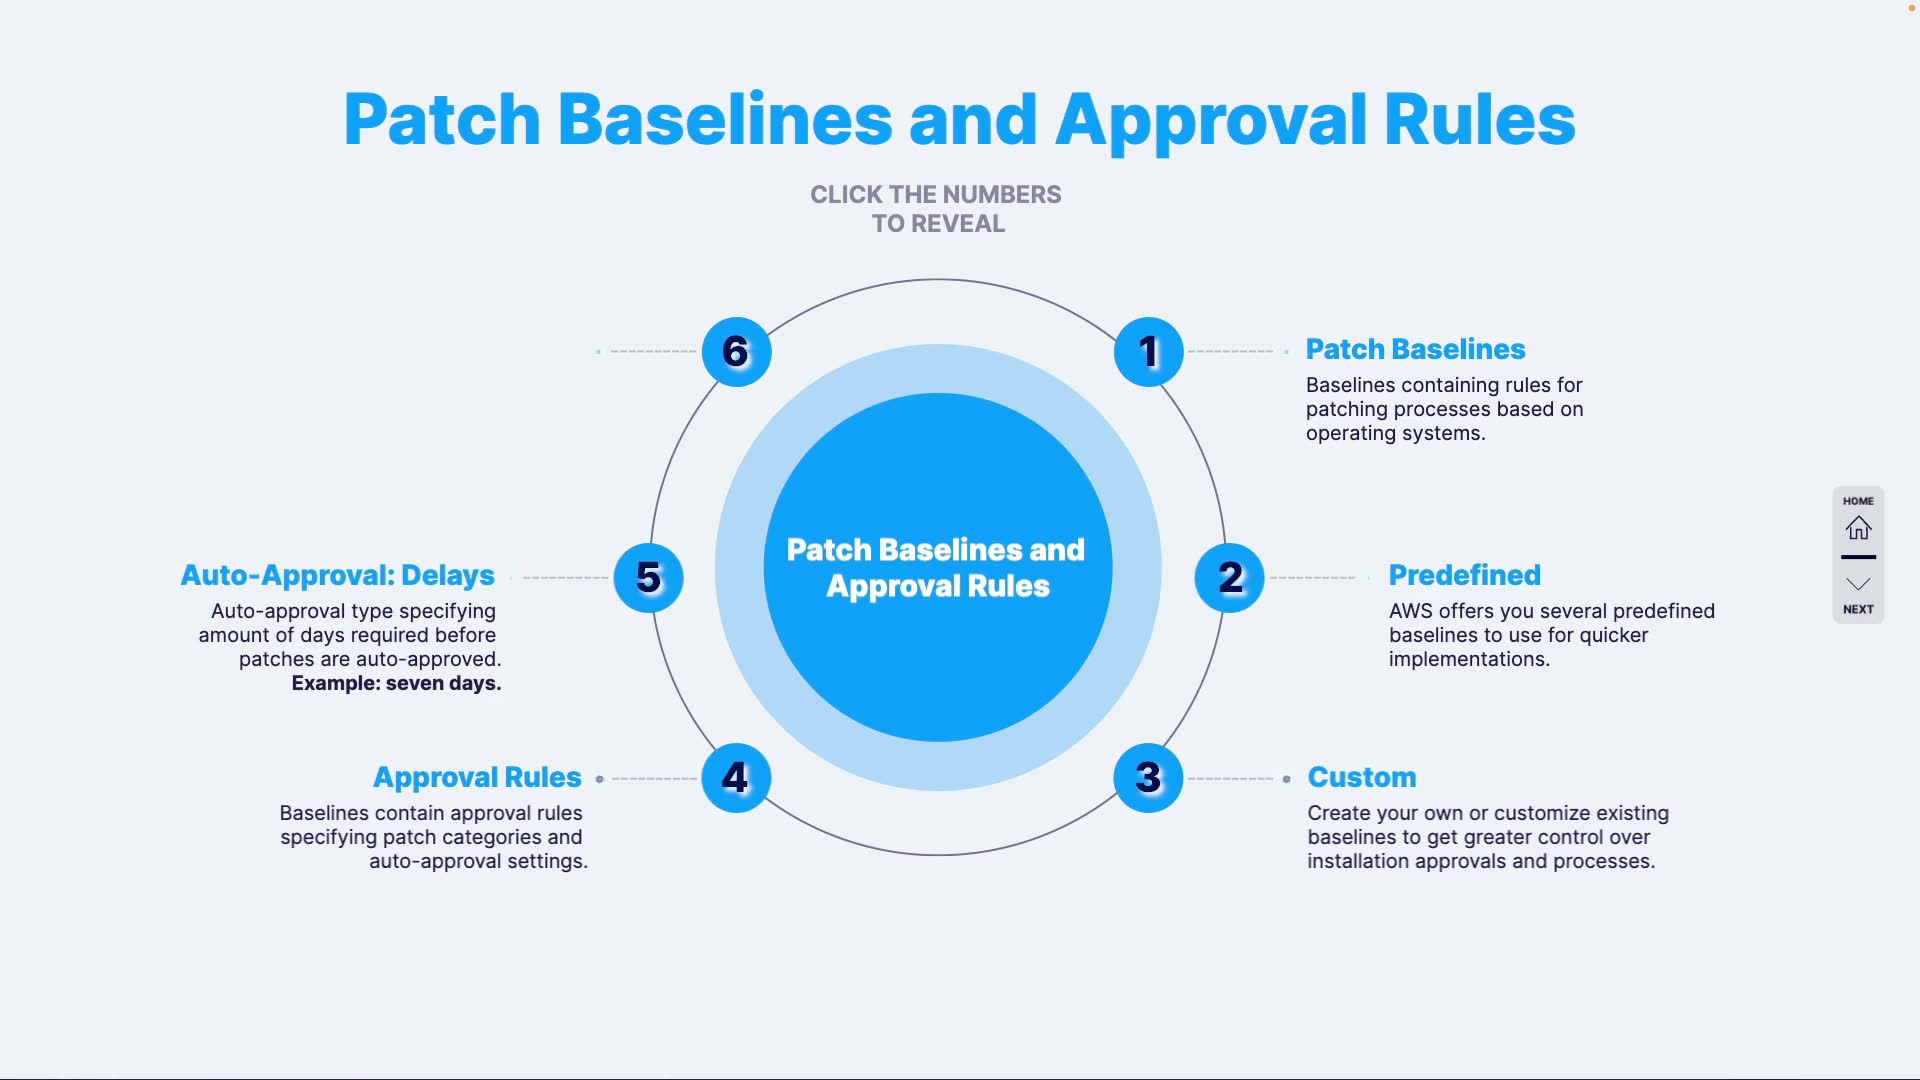 Patch Baselines and Approval Rules
CLICK THE NUMBERS
TO REVEAL
6
1
Patch Baselines
Baselines containing rules for
patching processes based on
operating systems.
Patch Baselines and
Approval Rules
5
Auto-Approval: Delays
Auto-approval type specifying
amount of days required before
patches are auto-approved.
Example: seven days.
2
Predefined
AWS offers you several predefined
baselines to use for quicker
implementations.
4
Approval Rules
Baselines contain approval rules
specifying patch categories and
auto-approval settings.
3
Custom
Create your own or customize existing
baselines to get greater control over
installation approvals and processes.
HOME
NEXT